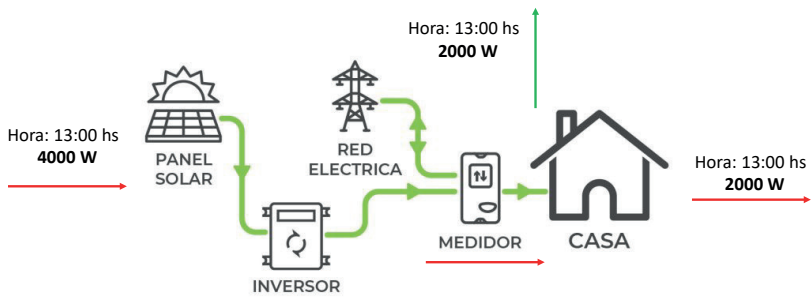 Hora: 13:00 hs
2000 W
Hora: 13:00 hs
4000 W
PANEL
SOLAR
RED
ELECTRICA
Hora: 13:00 hs
2000 W
MEDIDOR
CASA
INVERSOR